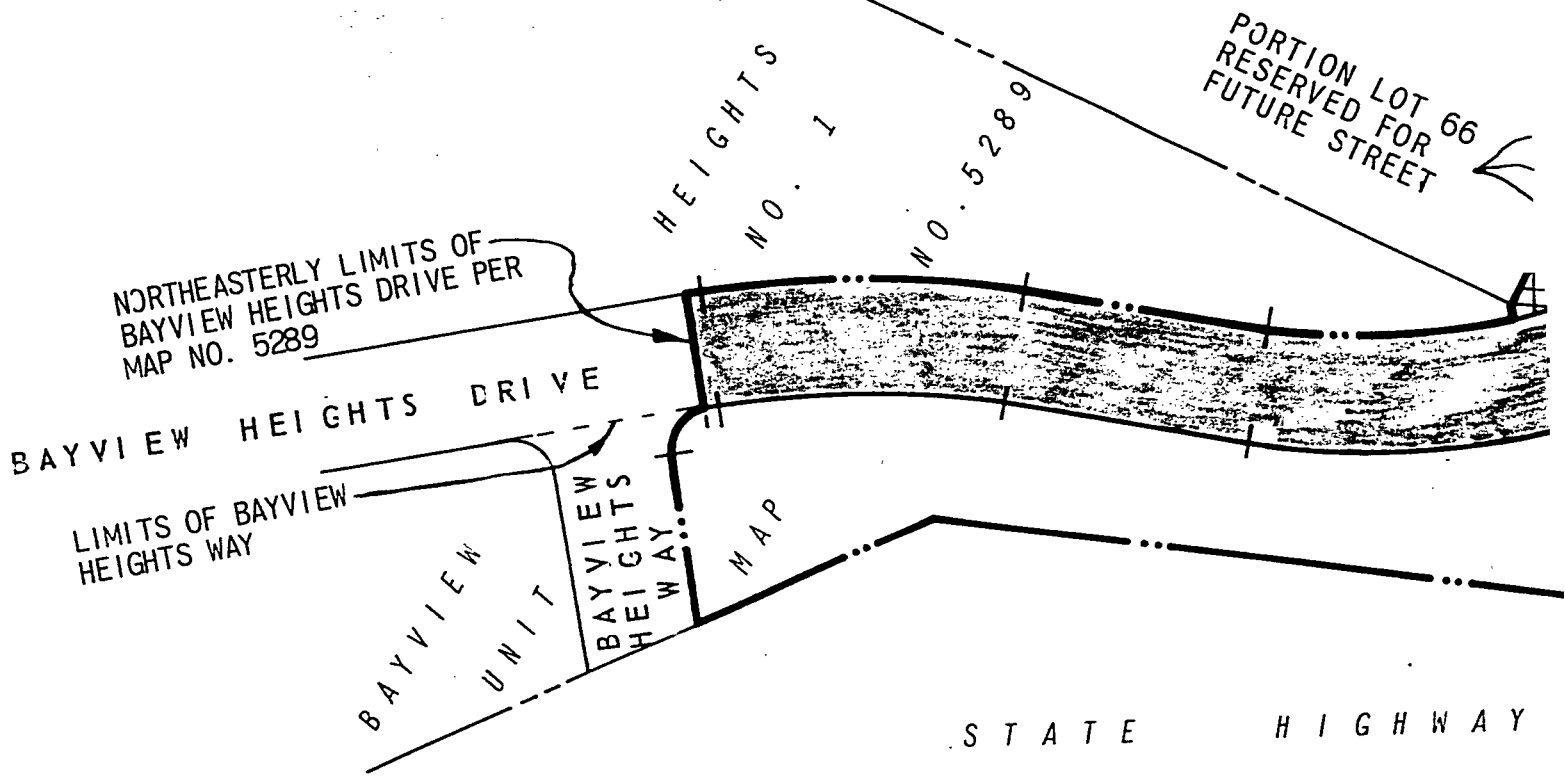 PORTION LOT 66
RESERVED FOR
FUTURE STREET
HEIGHTS
NO. 1
NO. 5289
NORTHEASTERLY LIMITS OF
BAYVIEW HEIGHTS DRIVE PER
MAP NO. 5289
BAYVIEW HEIGHTS DRIVE
LIMITS OF BAYVIEW
HEIGHTS WAY
BAYVIEW
HEIGHTS
WAY
MAP
BAYVIEW
UNIT
STATE HIGHWAY